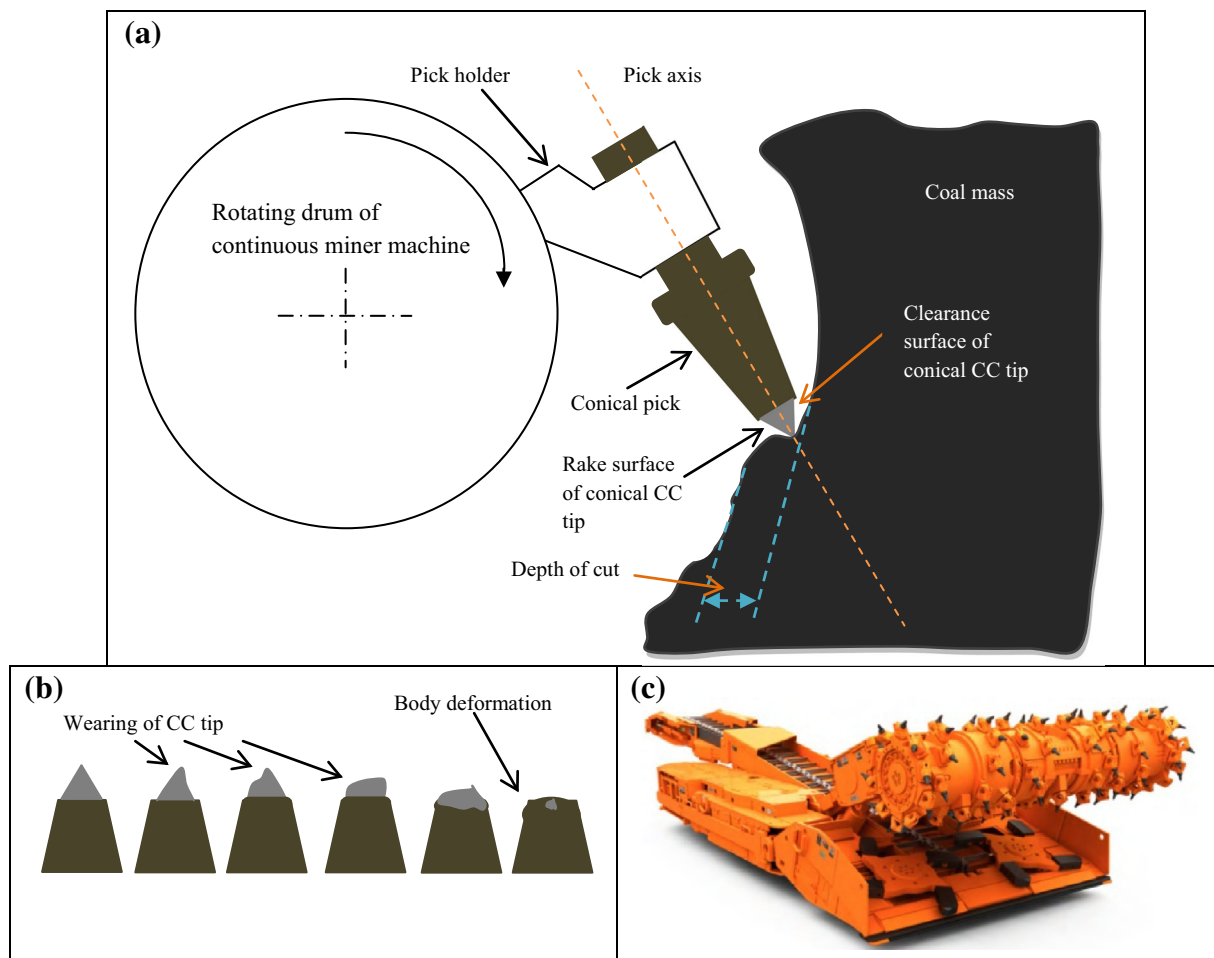 (a)
Pick holder
Pick axis
Coal mass
Rotating drum of
continuous miner machine
Clearance
surface of
conical CC tip
Conical pick
Rake surface
of conical CC
tip
Depth of cut
(b)
Wearing of CC tip
Body deformation
(c)